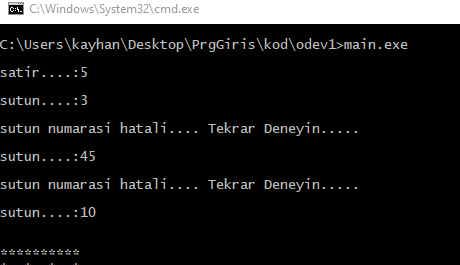 C:\Windows\System32\cmd.exe
C:\Users\kayhan\Desktop\PrgGiris\kod\odev1>main.exe
satir....:5
sutun....:3
sutun numarasi hatali.... Tekrar Deneyin.....
sutun....:45
sutun numarasi hatali.... Tekrar Deneyin.....
sutun....:10
**********